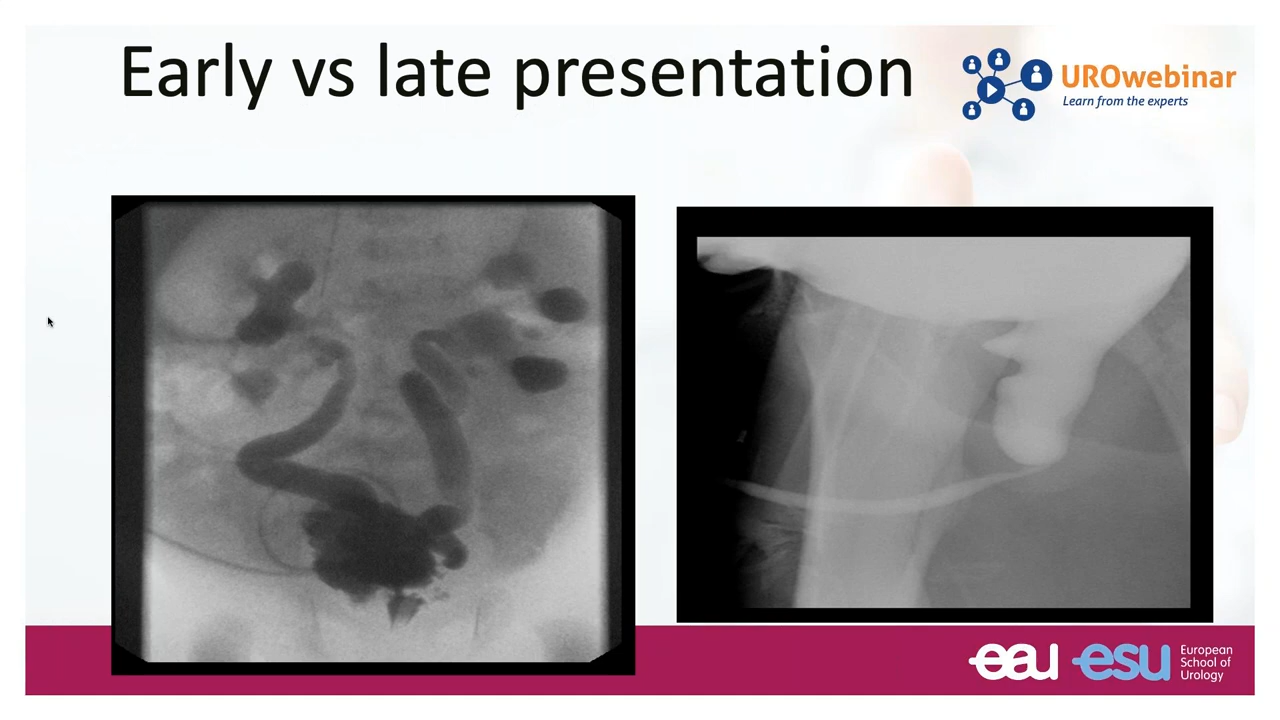 Early vs late presentation
UROwebinar
Learn from the experts
eau
esu
European
School of
Urology